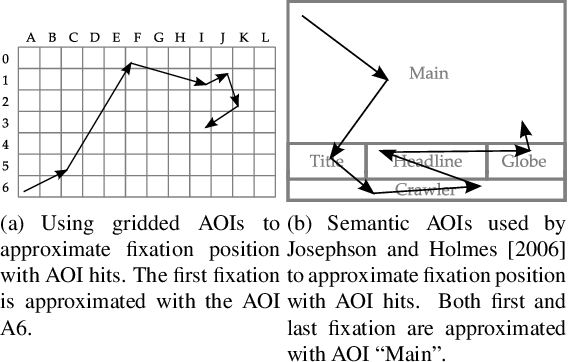 A B C D E F G H I J K L
0
1
2
3
4
5
6
Main
Title Headline Globe
Crawler
(a) Using gridded AOIs to
approximate fixation position
with AOI hits. The first fixation
is approximated with the AOI
A6.
(b) Semantic AOIs used by
Josephson and Holmes [2006]
to approximate fixation position
with AOI hits. Both first and
last fixation are approximated
with AOI “Main”.